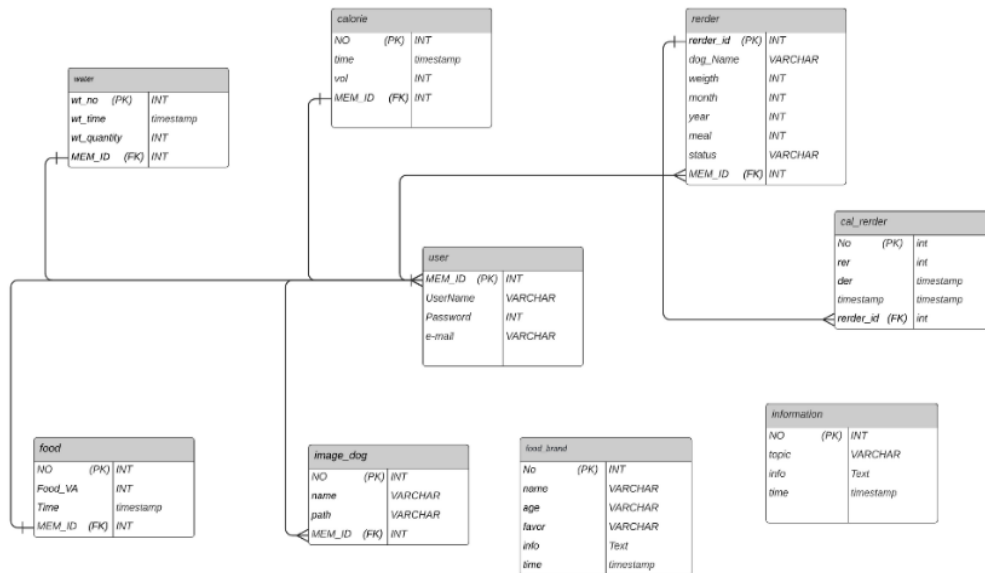 calorie
NO (PK) INT
time timestamp
vol INT
MEM_ID (FK) INT
rerder
rerder_id (PK) INT
dog_Name VARCHAR
weigth INT
month INT
year INT
meal INT
status VARCHAR
MEM_ID (FK) INT
water
wt_no (PK) INT
wt_time timestamp
wt_quantity INT
MEM_ID (FK) INT
cal_rerder
No (PK) int
rer int
der timestamp
timestamp timestamp
rerder_id (FK) int
user
MEM_ID (PK) INT
UserName VARCHAR
Password INT
e-mail VARCHAR
food
NO (PK) INT
Food_VA INT
Time timestamp
MEM_ID (FK) INT
image_dog
NO (PK) INT
name VARCHAR
path VARCHAR
MEM_ID (FK) INT
food_brand
No (PK) INT
name VARCHAR
age VARCHAR
favor VARCHAR
info Text
time timestamp
information
NO (PK) INT
topic VARCHAR
info Text
time timestamp